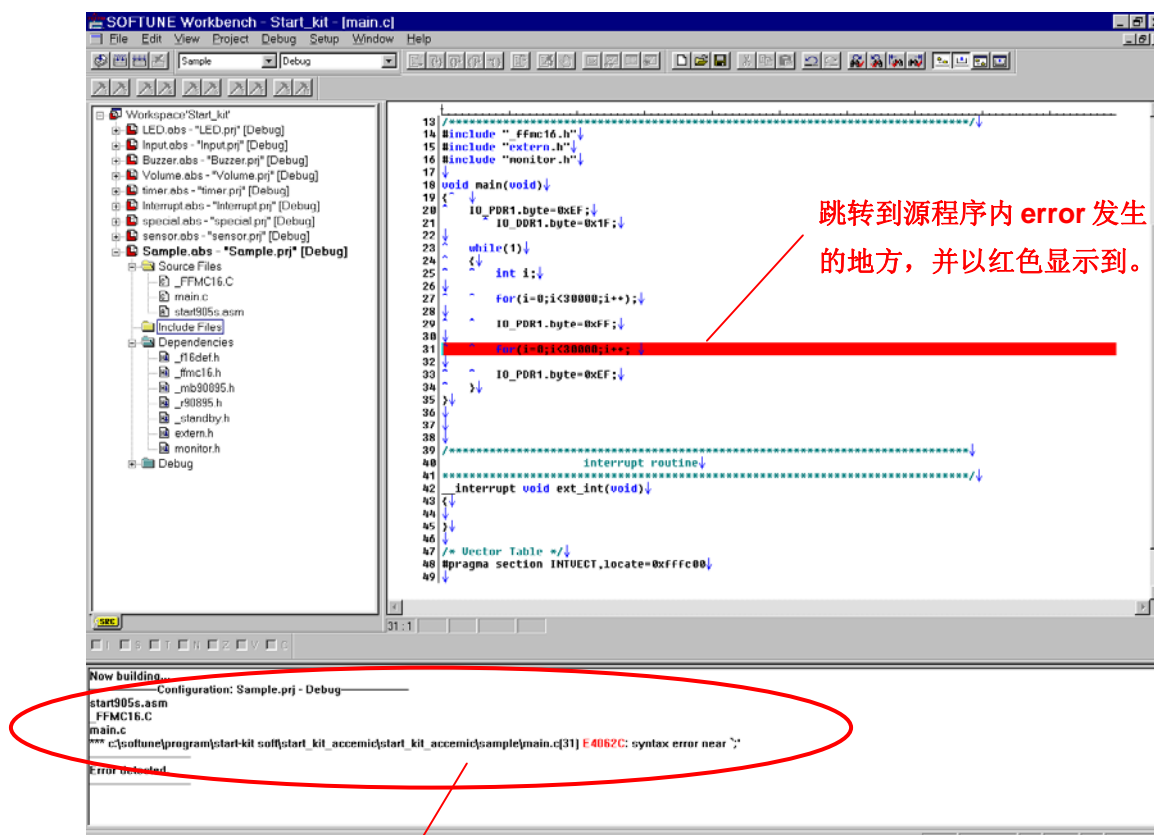 SOFTUNE Workbench - Start_kit - [main.c]
File Edit View Project Debug Setup Window Help
Sample Debug
Workspace'Start_kit'
LED.abs - "LED.prj" [Debug]
Input.abs - "Input.prj" [Debug]
Buzzer.abs - "Buzzer.prj" [Debug]
Volume.abs - "Volume.prj" [Debug]
timer.abs - "timer.prj" [Debug]
Interrupt.abs - "Interrupt.prj" [Debug]
special.abs - "special.prj" [Debug]
sensor.abs - "sensor.prj" [Debug]
Sample.abs - "Sample.prj" [Debug]
Source Files
_FFMC16.C
main.c
start905s.asm
Include Files
Dependencies
_f16def.h
_ffmc16.h
_mb90895.h
_r90895.h
_standby.h
extern.h
monitor.h
Debug
SRC
13 /***************************************************************************/↓
14 #include "_ffmc16.h"↓
15 #include "extern.h"↓
16 #include "monitor.h"↓
17 ↓
18 void main(void)↓
19 {^ ↓
20 IO_PDR1.byte=0xEF;↓
21 IO_DDR1.byte=0x1F;↓
22 ↓
23 ^ while(1)↓
24 ^ {↓
25 ^ ^ int i;↓
26 ↓
27 ^ ^ for(i=0;i<30000;i++);↓
28 ↓
29 ^ ^ IO_PDR1.byte=0xFF;↓
30 ↓
31 ^ ^ for(i=0;i<30000;i++; ↓
32 ↓
33 ^ ^ IO_PDR1.byte=0xEF;↓
34 ^ }↓
35 }↓
36 ↓
37 ↓
38 ↓
39 /***************************************************************************↓
40 interrupt routine↓
41 ***************************************************************************/↓
42 __interrupt void ext_int(void)↓
43 {↓
44 ↓
45 }↓
46 ↓
47 /* Vector Table */↓
48 #pragma section INTVECT,locate=0xfffc00↓
49 ↓
31 : 1
跳转到源程序内 error 发生
的地方，并以红色显示到。
I S T N Z V C
Now building...
--------------Configuration: Sample.prj - Debug--------------
start905s.asm
_FFMC16.C
main.c
*** c:\softune\program\start-kit soft\start_kit_accemic\start_kit_accemic\sample\main.c[31] E4062C: syntax error near `;'
Error detected.